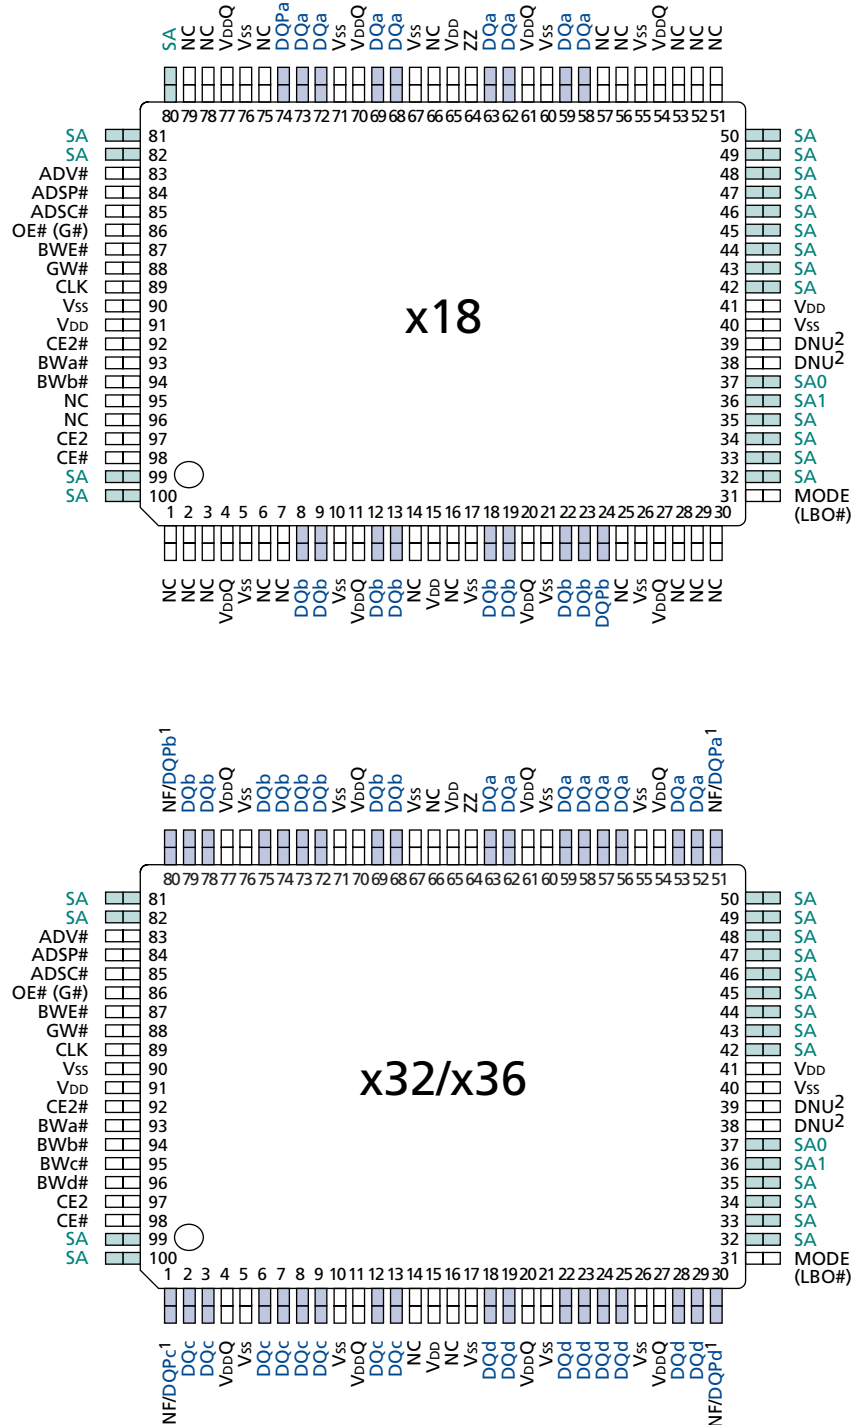 SA NC NC VDDQ VSS NC DQPa DQa DQa VSS VDDQ DQa DQa VSS NC VDD ZZ DQa DQa VDDQ VSS DQa DQa NC NC VSS VDDQ NC NC NC
80 79 78 77 76 75 74 73 72 71 70 69 68 67 66 65 64 63 62 61 60 59 58 57 56 55 54 53 52 51
SA 81 50 SA
SA 82 49 SA
ADV# 83 48 SA
ADSP# 84 47 SA
ADSC# 85 46 SA
OE# (G#) 86 45 SA
BWE# 87 44 SA
GW# 88 43 SA
CLK 89 42 SA
VSS 90 41 VDD
x18
VDD 91 40 VSS
CE2# 92 39 DNU2
BWa# 93 38 DNU2
BWb# 94 37 SA0
NC 95 36 SA1
NC 96 35 SA
CE2 97 34 SA
CE# 98 33 SA
SA 99 32 SA
SA 100 31 MODE
(LBO#)
1 2 3 4 5 6 7 8 9 10 11 12 13 14 15 16 17 18 19 20 21 22 23 24 25 26 27 28 29 30
NC NC NC VDDQ VSS NC NC DQb DQb VSS VDDQ DQb DQb NC VDD NC VSS DQb DQb VDDQ VSS DQb DQb DQPb NC VSS VDDQ NC NC NC
NF/DQPb1 DQb DQb VDDQ VSS DQb DQb DQb DQb VSS VDDQ DQb DQb VSS NC VDD ZZ DQa DQa VDDQ VSS DQa DQa DQa DQa VSS VDDQ DQa DQa NF/DQPa1
80 79 78 77 76 75 74 73 72 71 70 69 68 67 66 65 64 63 62 61 60 59 58 57 56 55 54 53 52 51
SA 81 50 SA
SA 82 49 SA
ADV# 83 48 SA
ADSP# 84 47 SA
ADSC# 85 46 SA
OE# (G#) 86 45 SA
BWE# 87 44 SA
GW# 88 43 SA
CLK 89 42 SA
VSS 90 41 VDD
x32/x36
VDD 91 40 VSS
CE2# 92 39 DNU2
BWa# 93 38 DNU2
BWb# 94 37 SA0
BWc# 95 36 SA1
BWd# 96 35 SA
CE2 97 34 SA
CE# 98 33 SA
SA 99 32 SA
SA 100 31 MODE
(LBO#)
1 2 3 4 5 6 7 8 9 10 11 12 13 14 15 16 17 18 19 20 21 22 23 24 25 26 27 28 29 30
NF/DQPc1 DQc DQc VDDQ VSS DQc DQc DQc DQc VSS VDDQ DQc DQc NC VDD NC VSS DQd DQd VDDQ VSS DQd DQd DQd DQd VSS VDDQ DQd DQd NF/DQPd1